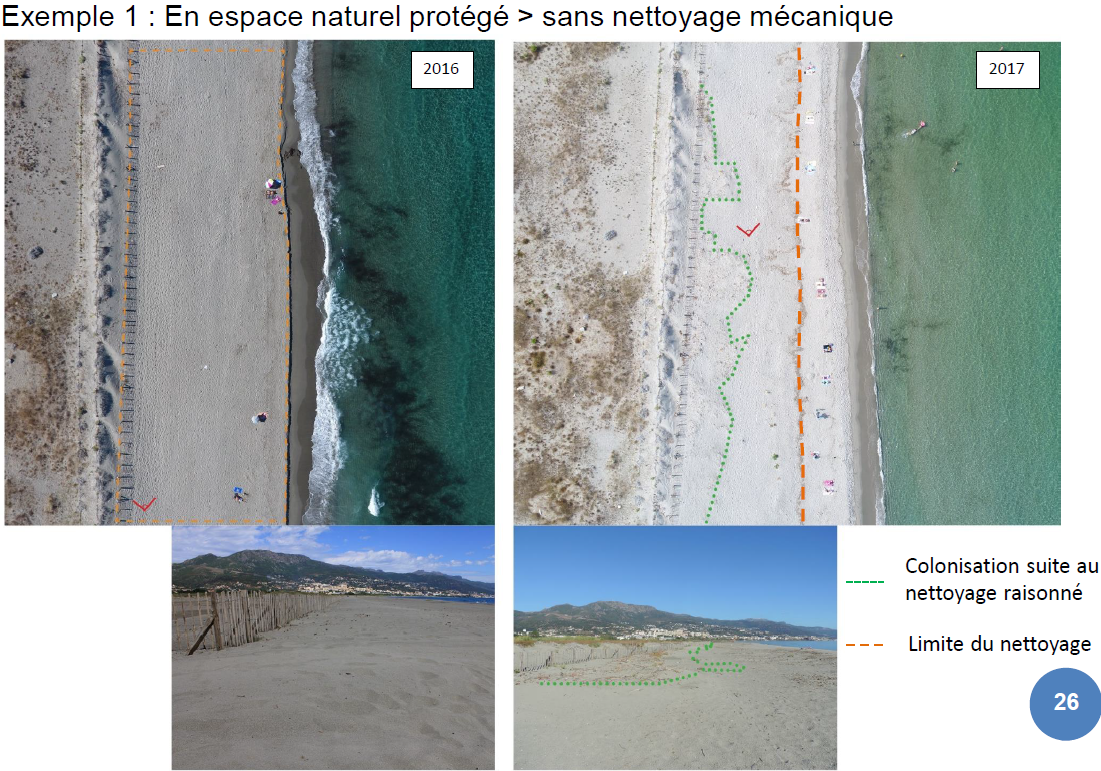 Exemple 1 : En espace naturel protégé > sans nettoyage mécanique
2016
2017
Colonisation suite au
nettoyage raisonné
Limite du nettoyage
26